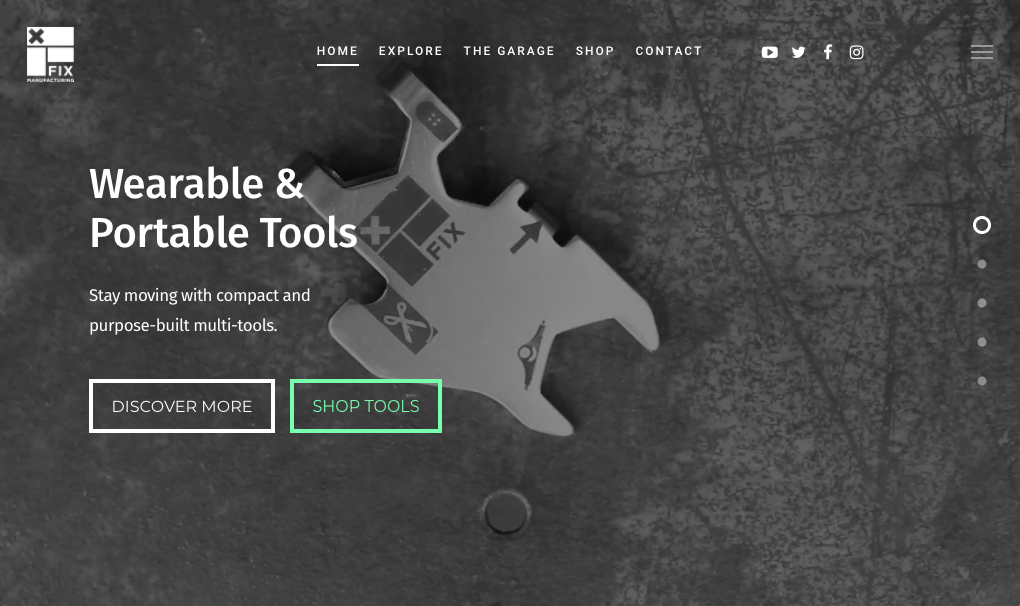 FIX
MANUFACTURING
HOME EXPLORE THE GARAGE SHOP CONTACT
Wearable &
Portable Tools
FIX
Stay moving with compact and
purpose-built multi-tools.
DISCOVER MORE SHOP TOOLS